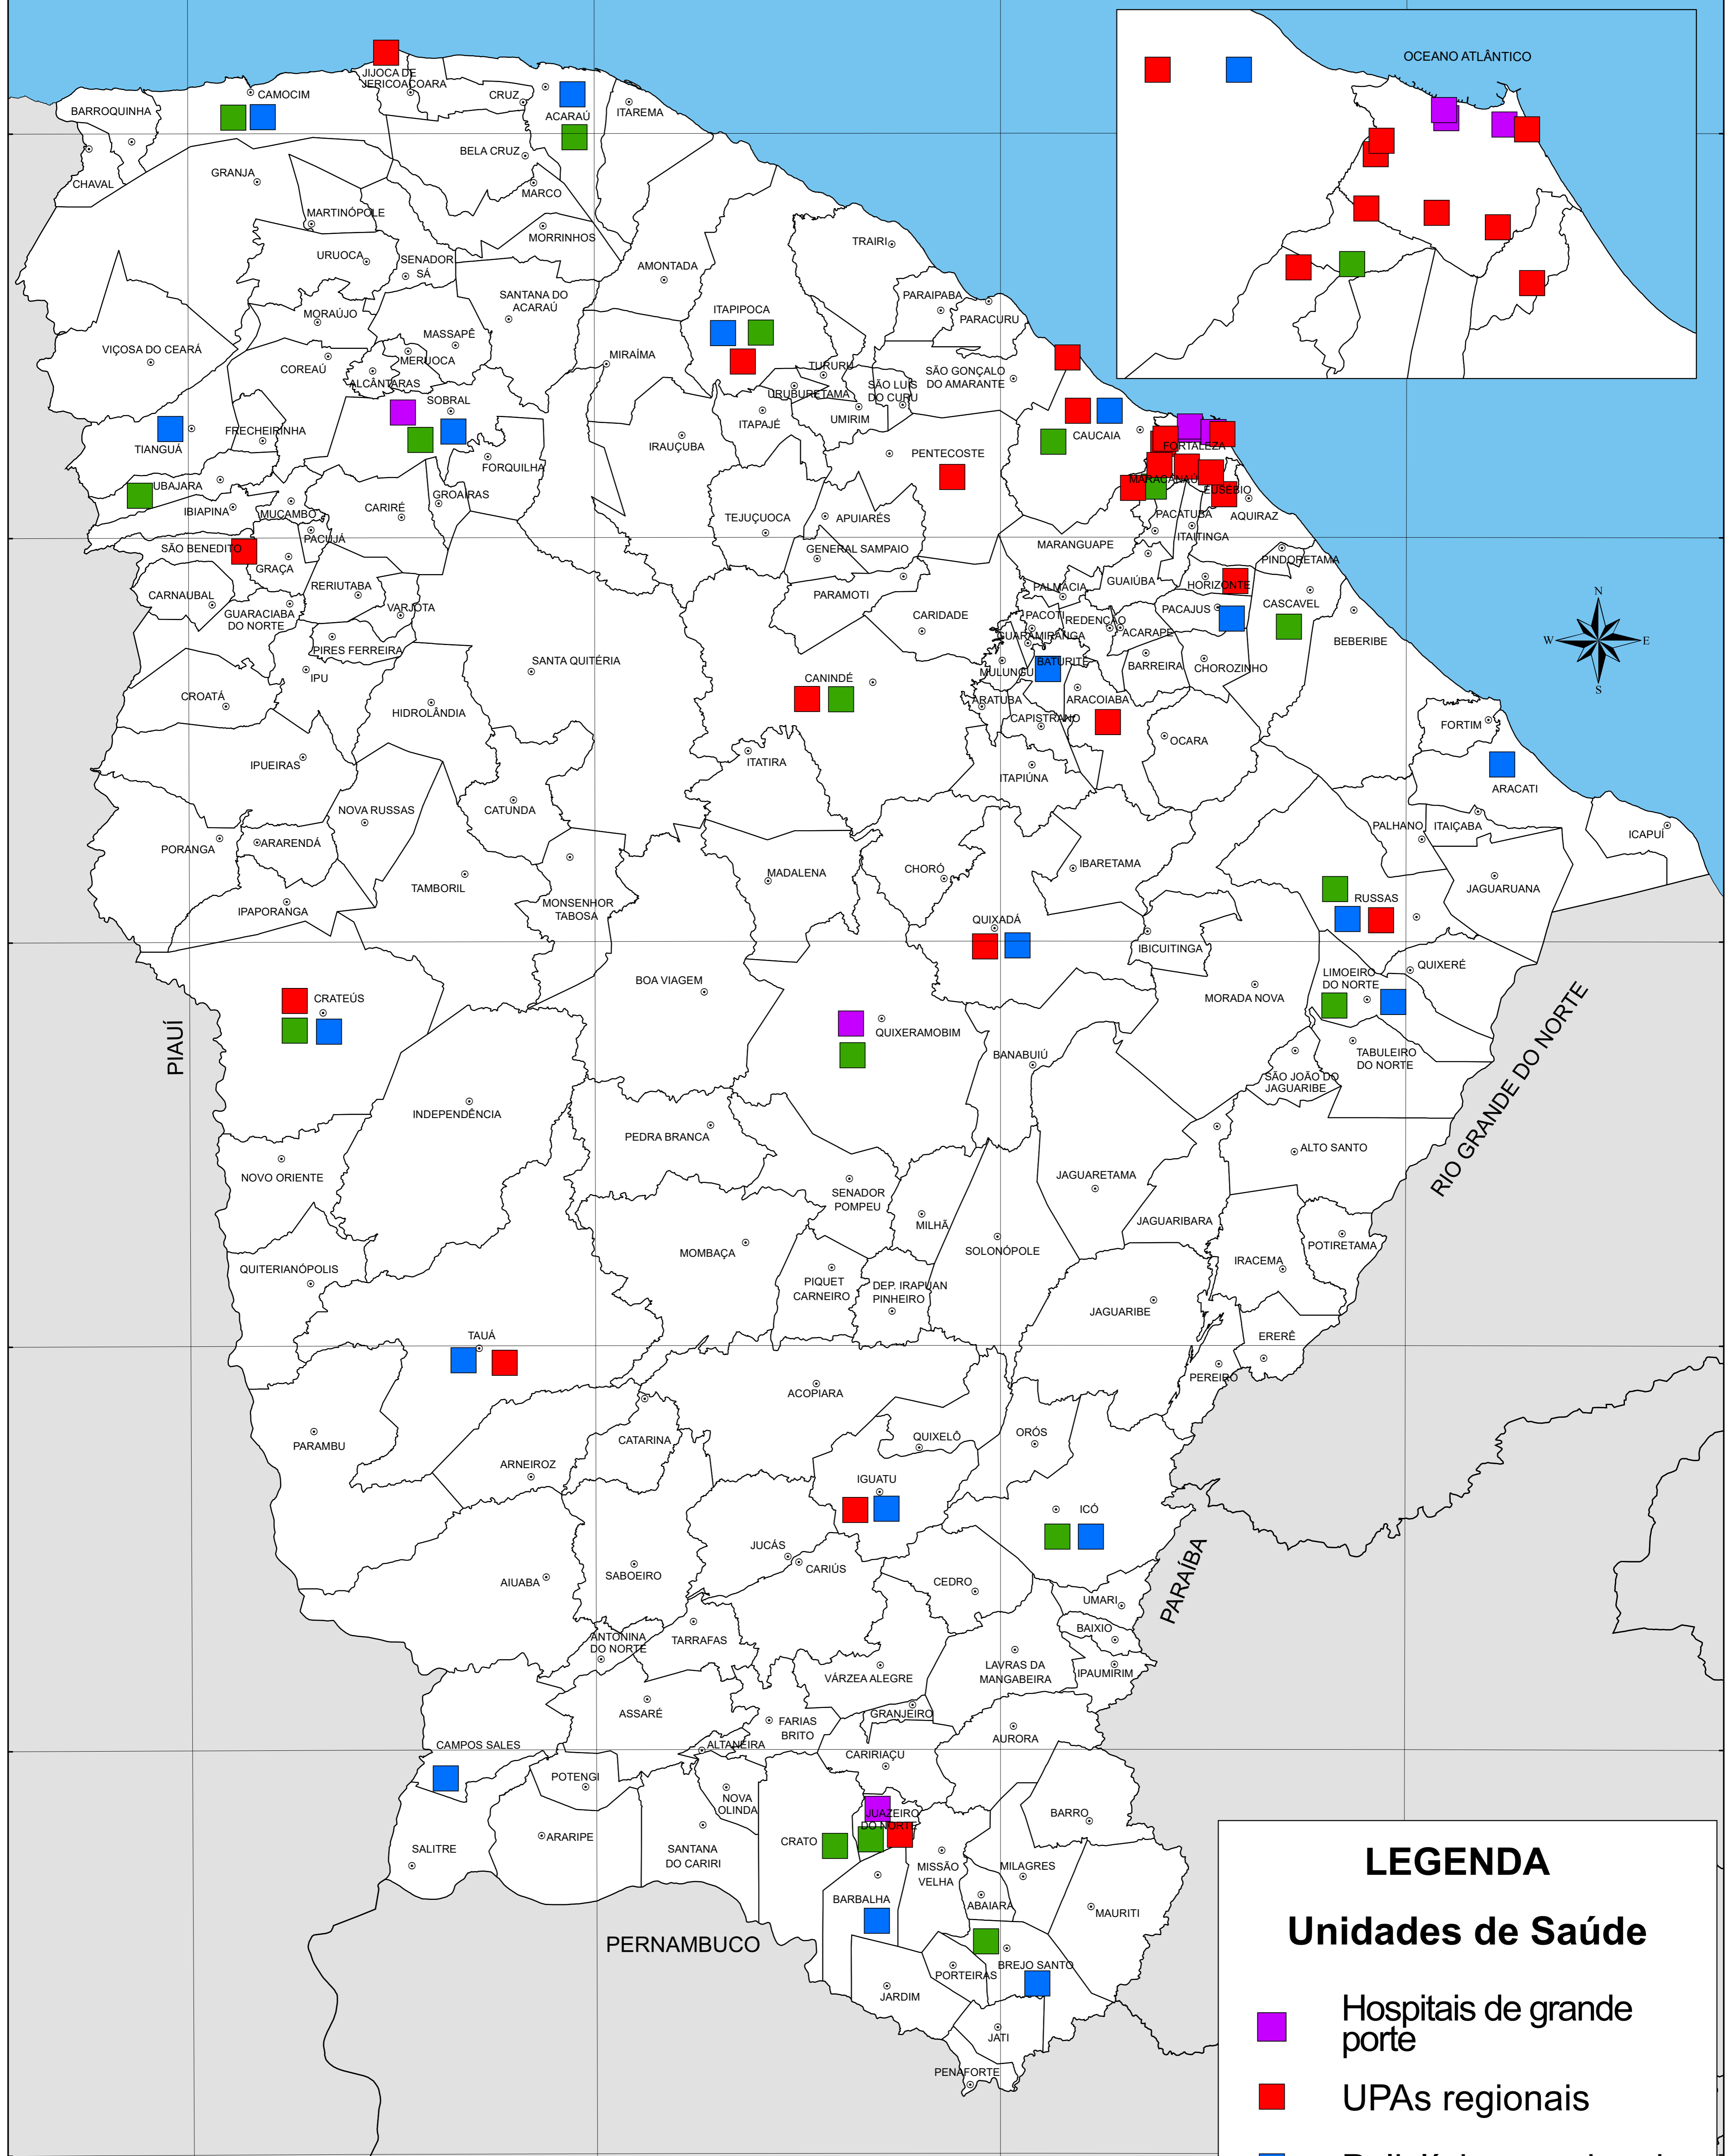 OCEANO ATLÂNTICO
JIJOCA DE
JERICOACOARA
CAMOCIM
CRUZ
BARROQUINHA
ACARAÚ
ITAREMA
BELA CRUZ
CHAVAL
GRANJA
MARCO
MARTINÓPOLE
MORRINHOS
TRAIRI
URUOCA
SENADOR
SÁ
AMONTADA
SANTANA DO
ACARAÚ
PARAIPABA
ITAPIPOCA
MORAÚJO
PARACURU
MASSAPÊ
VIÇOSA DO CEARÁ
MERUOCA
MIRAÍMA
COREAÚ
TURURU
SÃO GONÇALO
DO AMARANTE
ALCÂNTARAS
SÃO LUIS
DO CURU
URUBURETAMA
SOBRAL
UMIRIM
ITAPAJÉ
FRECHEIRINHA
CAUCAIA
TIANGUÁ
IRAUÇUBA
FORTALEZA
PENTECOSTE
FORQUILHA
MARACANAÚ
UBAJARA
EUSÉBIO
GROAIRAS
IBIAPINA
MUCAMBO
CARIRÉ
PACATUBA
AQUIRAZ
TEJUÇUOCA
APUIARÉS
ITAITINGA
PACUJÁ
SÃO BENEDITO
GENERAL SAMPAIO
MARANGUAPE
PINDORETAMA
GRAÇA
RERIUTABA
GUAIÚBA
HORIZONTE
PALMÁCIA
CARNAUBAL
PARAMOTI
N
W
E
S
VARJOTA
CASCAVEL
GUARACIABA
DO NORTE
CARIDADE
PACOTI
REDENÇÃO
PACAJUS
ACARAPE
GUARAMIRANGA
BEBERIBE
PIRES FERREIRA
SANTA QUITÉRIA
BATURITÉ
BARREIRA
CHOROZINHO
MULUNGU
IPU
CANINDÉ
CROATÁ
ARATUBA
ARACOIABA
HIDROLÂNDIA
CAPISTRANO
FORTIM
OCARA
IPUEIRAS
ITATIRA
ITAPIÚNA
ARACATI
NOVA RUSSAS
CATUNDA
PALHANO
ITAIÇABA
ICAPUÍ
PORANGA
ARARENDÁ
CHORÓ
IBARETAMA
MADALENA
TAMBORIL
JAGUARUANA
MONSENHOR
TABOSA
RUSSAS
IPAPORANGA
QUIXADÁ
IBICUITINGA
QUIXERÉ
BOA VIAGEM
LIMOEIRO
DO NORTE
CRATEÚS
MORADA NOVA
QUIXERAMOBIM
PIAUÍ
BANABUIÚ
TABULEIRO
DO NORTE
RIO GRANDE DO NORTE
SÃO JOÃO DO
JAGUARIBE
INDEPENDÊNCIA
PEDRA BRANCA
ALTO SANTO
NOVO ORIENTE
JAGUARETAMA
SENADOR
POMPEU
JAGUARIBARA
MILHÃ
MOMBAÇA
SOLONÓPOLE
POTIRETAMA
IRACEMA
QUITERIANÓPOLIS
PIQUET
CARNEIRO
DEP. IRAPUAN
PINHEIRO
JAGUARIBE
TAUÁ
ERERÊ
PEREIRO
ACOPIARA
PARAMBU
CATARINA
QUIXELÔ
ORÓS
ARNEIROZ
IGUATU
ICÓ
JUCÁS
CARIÚS
PARAÍBA
SABOEIRO
AIUABA
CEDRO
UMARI
BAIXIO
ANTONINA
DO NORTE
TARRAFAS
LAVRAS DA
MANGABEIRA
IPAUMIRIM
VÁRZEA ALEGRE
ASSARÉ
GRANJEIRO
FARIAS
BRITO
AURORA
CAMPOS SALES
ALTANEIRA
CARIRIAÇU
POTENGI
NOVA
OLINDA
JUAZEIRO
DO NORTE
BARRO
ARARIPE
CRATO
SALITRE
SANTANA
DO CARIRI
MISSÃO
VELHA
MILAGRES
BARBALHA
ABAIARA
MAURITI
PERNAMBUCO
BREJO SANTO
PORTEIRAS
JARDIM
JATI
PENAFORTE
LEGENDA
Unidades de Saúde
Hospitais de grande
porte
UPAs regionais